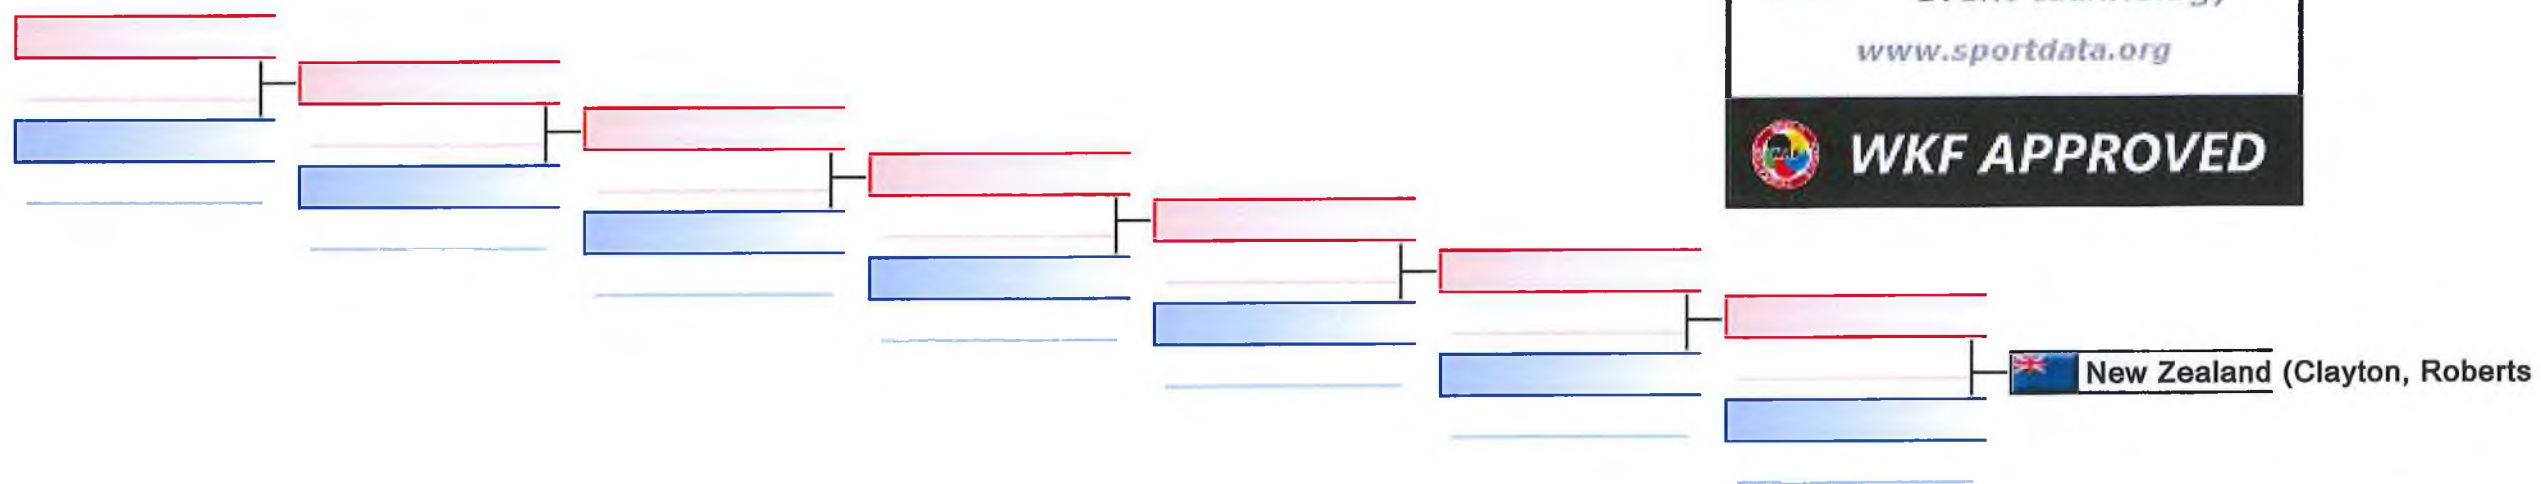 www.sportdata.org
WKF APPROVED
New Zealand (Clayton, Roberts